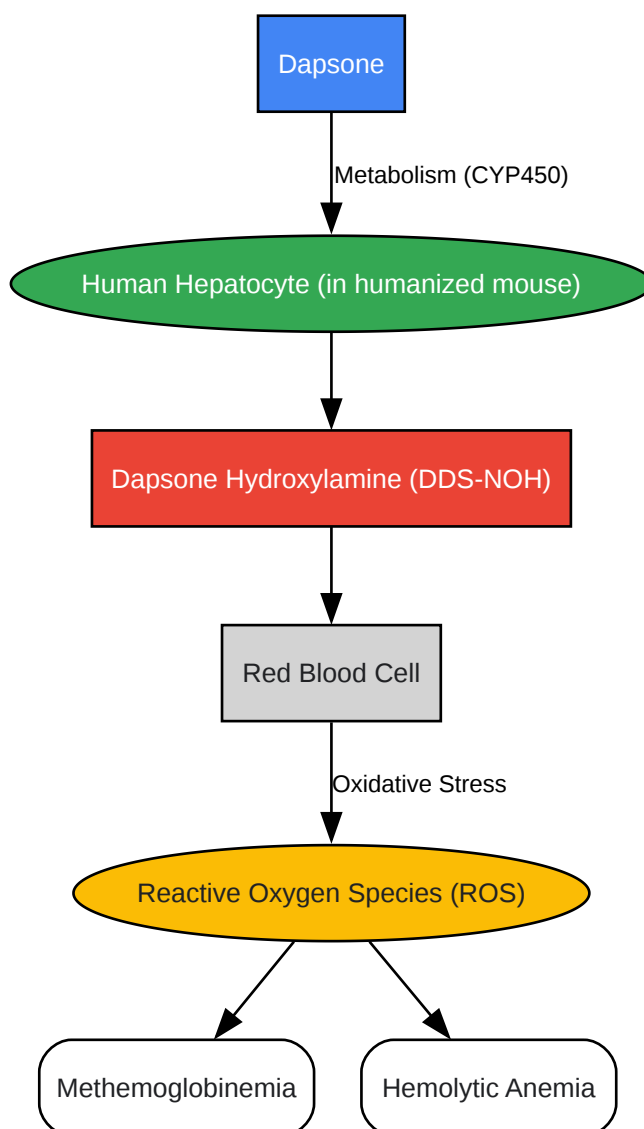 Dapsone
Metabolism (CYP450)
Human Hepatocyte (in humanized mouse)
Dapsone Hydroxylamine (DDS-NOH)
Red Blood Cell
Oxidative Stress
Reactive Oxygen Species (ROS)
Methemoglobinemia
Hemolytic Anemia